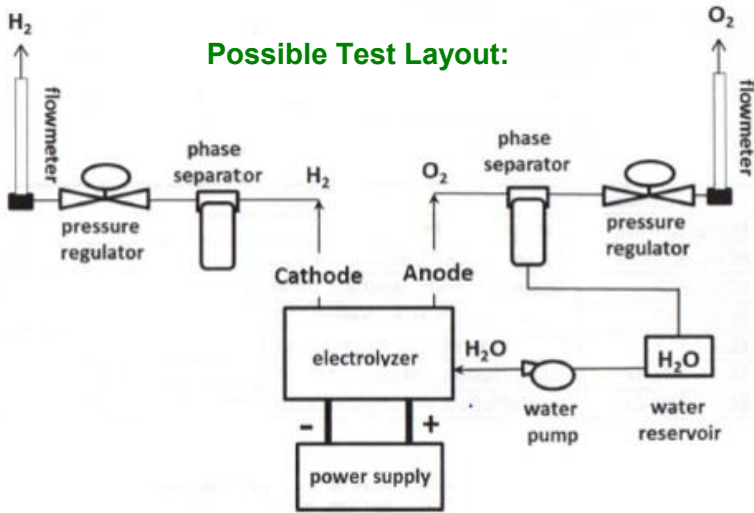 H₂
O₂
Possible Test Layout:
flowmeter
flowmeter
phase
separator
H₂
O₂
phase
separator
pressure
regulator
pressure
regulator
Cathode
Anode
electrolyzer
H₂O
H₂O
water
pump
water
reservoir
-
+
power supply